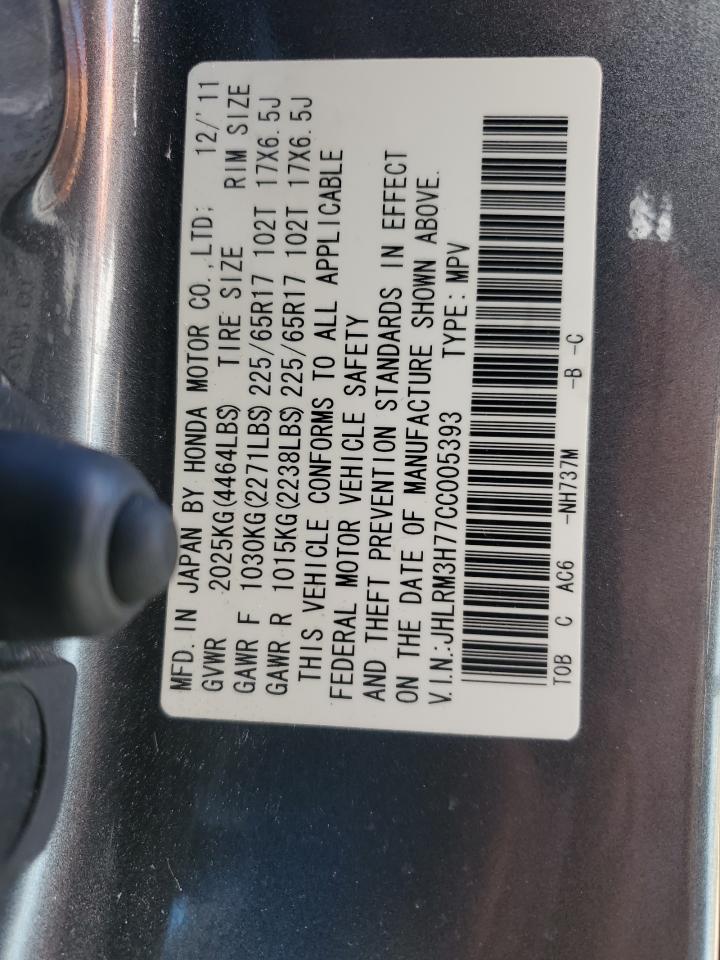 MFD. IN JAPAN BY HONDA MOTOR CO., LTD; 12/'11
GVWR 2025KG(4464LBS) TIRE SIZE RIM SIZE
GAWR F 1030KG(2271LBS) 225/65R17 102T 17X6.5J
GAWR R 1015KG(2238LBS) 225/65R17 102T 17X6.5J
THIS VEHICLE CONFORMS TO ALL APPLICABLE
FEDERAL MOTOR VEHICLE SAFETY
AND THEFT PREVENTION STANDARDS IN EFFECT
ON THE DATE OF MANUFACTURE SHOWN ABOVE.
V.I.N.:JHLRM3H77CC005393 TYPE: MPV
T0B C AC6 -NH737M -B -C